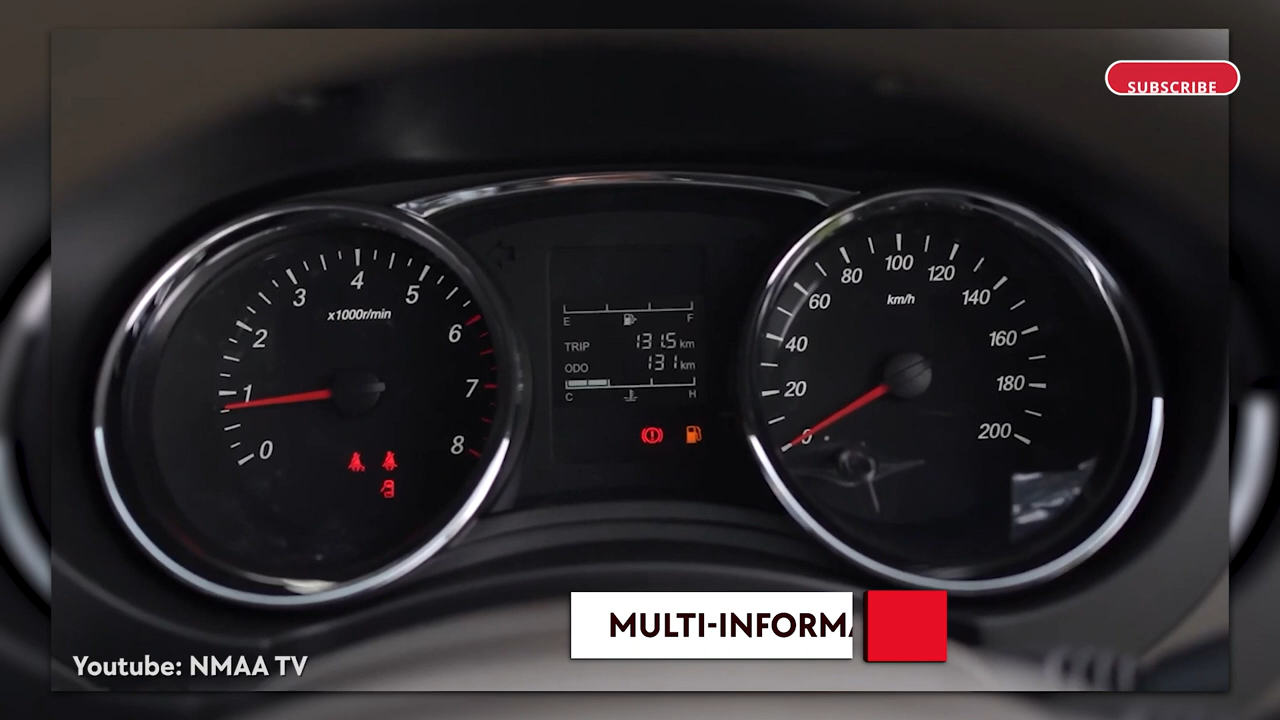 SUBSCRIBE
0
1
2
3
4
5
6
7
8
x1000r/min
E
F
TRIP 131.5 km
ODO 131 km
C
H
0
20
40
60
80
100
120
140
160
180
200
km/h
MULTI-INFORMA
Youtube: NMAA TV